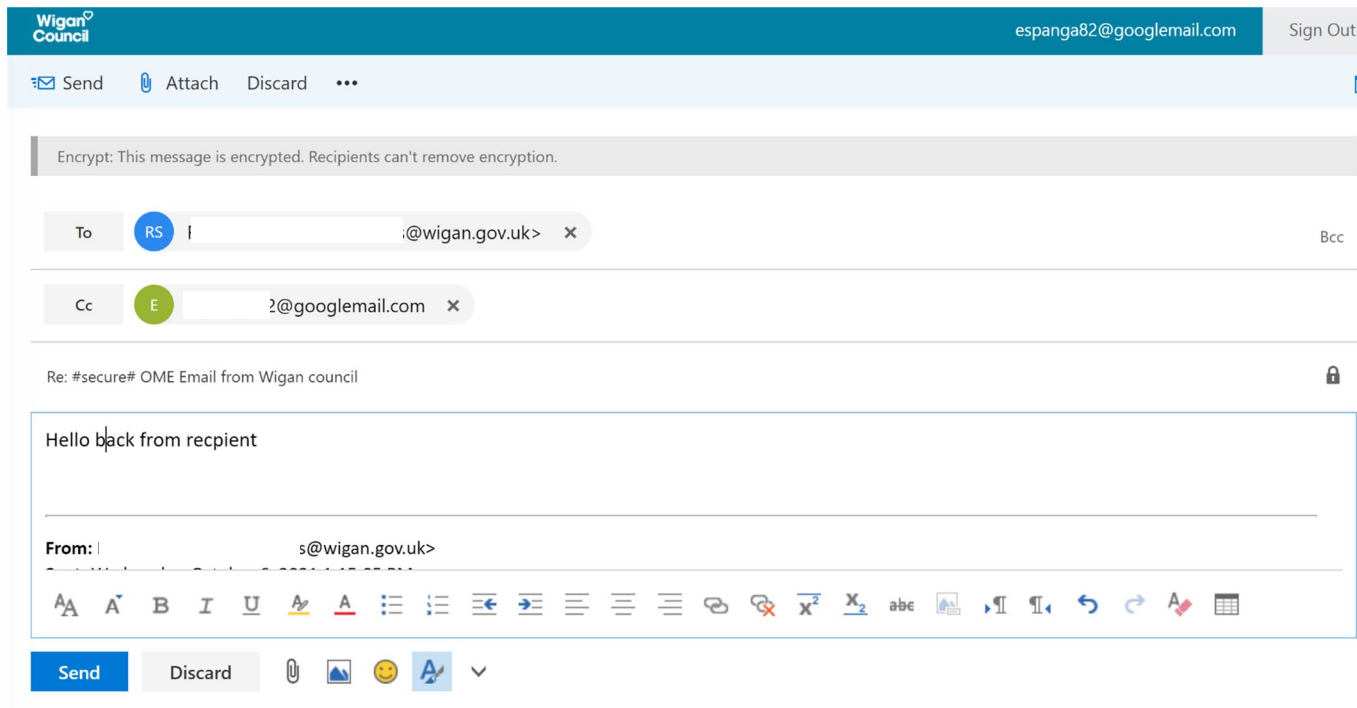 Wigan
Council
espanga82@googlemail.com Sign Out
Send Attach Discard •••
Encrypt: This message is encrypted. Recipients can't remove encryption.
To RS @wigan.gov.uk> ×
Bcc
Cc E 2@googlemail.com ×
Re: #secure# OME Email from Wigan council
Hello back from recpient
From: s@wigan.gov.uk>
Send Discard